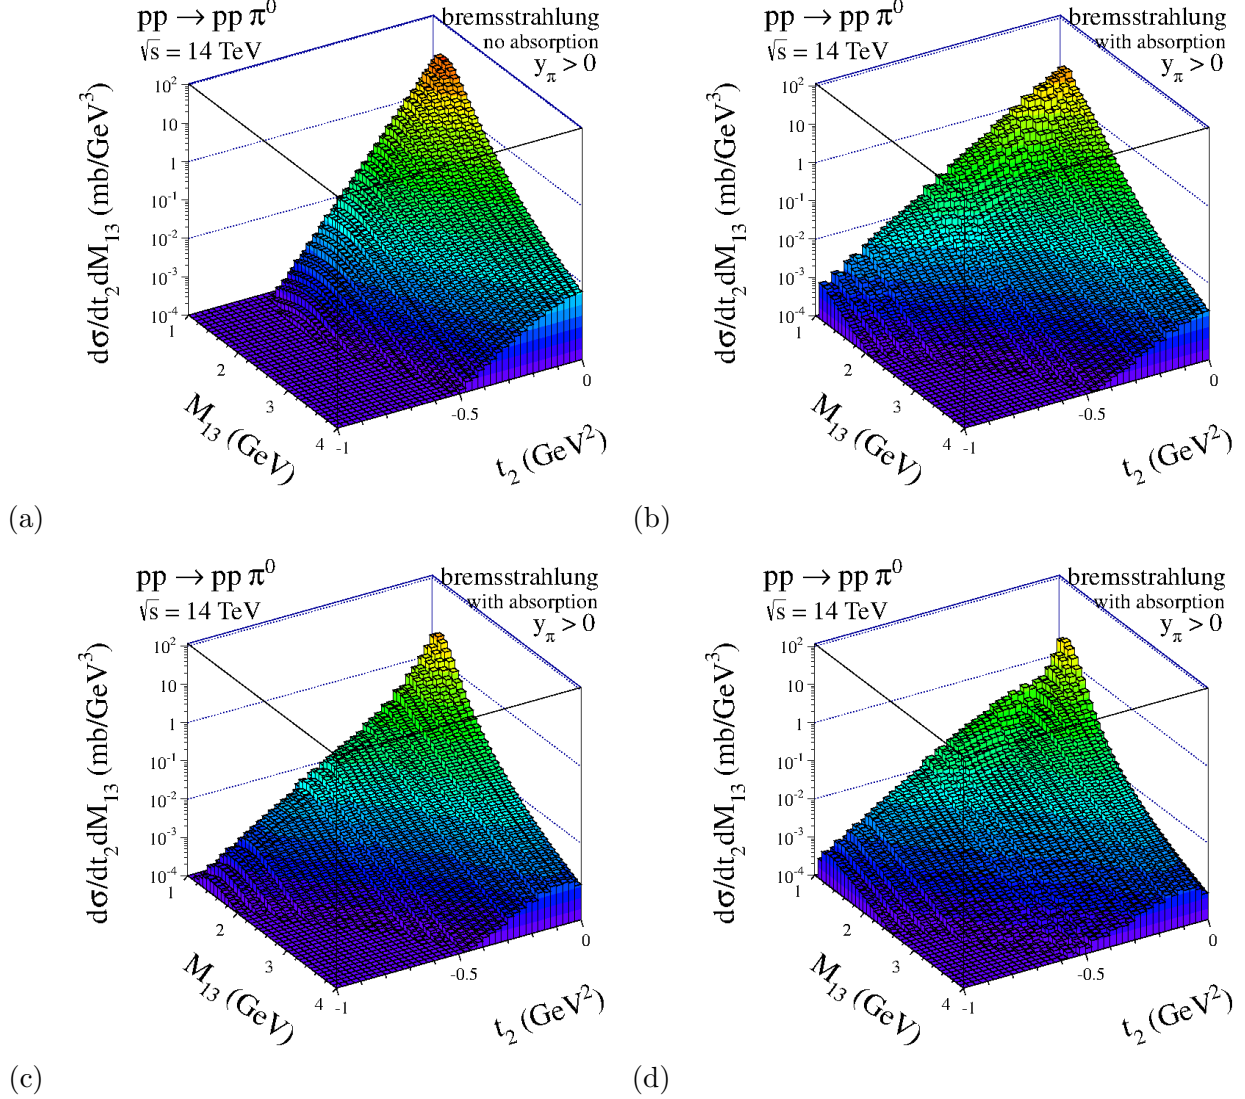 pp → pp π⁰
√s = 14 TeV
bremsstrahlung
no absorption
y_π > 0
dσ/dt₂dM₁₃ (mb/GeV³)
10²
10
1
10⁻¹
10⁻²
10⁻³
10⁻⁴
1
2
3
4
M₁₃ (GeV)
-1
-0.5
0
t₂ (GeV²)
(a)
pp → pp π⁰
√s = 14 TeV
bremsstrahlung
with absorption
y_π > 0
dσ/dt₂dM₁₃ (mb/GeV³)
10²
10
1
10⁻¹
10⁻²
10⁻³
10⁻⁴
1
2
3
4
M₁₃ (GeV)
-1
-0.5
0
t₂ (GeV²)
(b)
pp → pp π⁰
√s = 14 TeV
bremsstrahlung
with absorption
y_π > 0
dσ/dt₂dM₁₃ (mb/GeV³)
10²
10
1
10⁻¹
10⁻²
10⁻³
10⁻⁴
1
2
3
4
M₁₃ (GeV)
-1
-0.5
0
t₂ (GeV²)
(c)
pp → pp π⁰
√s = 14 TeV
bremsstrahlung
with absorption
y_π > 0
dσ/dt₂dM₁₃ (mb/GeV³)
10²
10
1
10⁻¹
10⁻²
10⁻³
10⁻⁴
1
2
3
4
M₁₃ (GeV)
-1
-0.5
0
t₂ (GeV²)
(d)